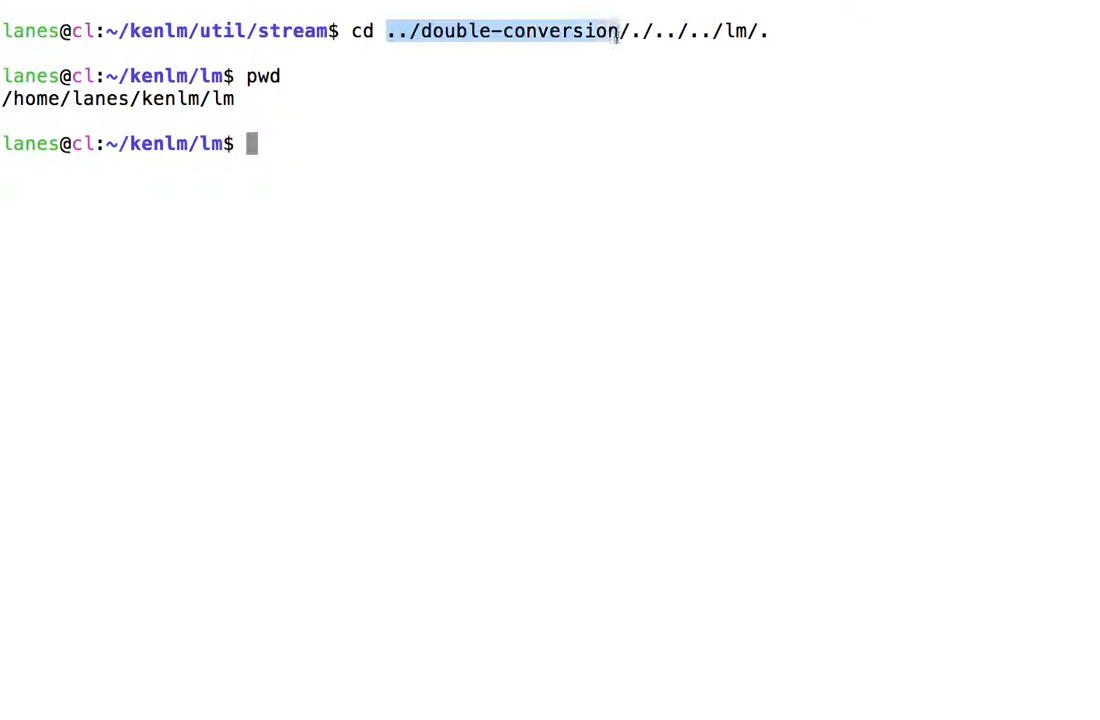 lanes@cl:~/kenlm/util/stream$ cd ../double-conversion/./../../lm/.
lanes@cl:~/kenlm/lm$ pwd
/home/lanes/kenlm/lm
lanes@cl:~/kenlm/lm$